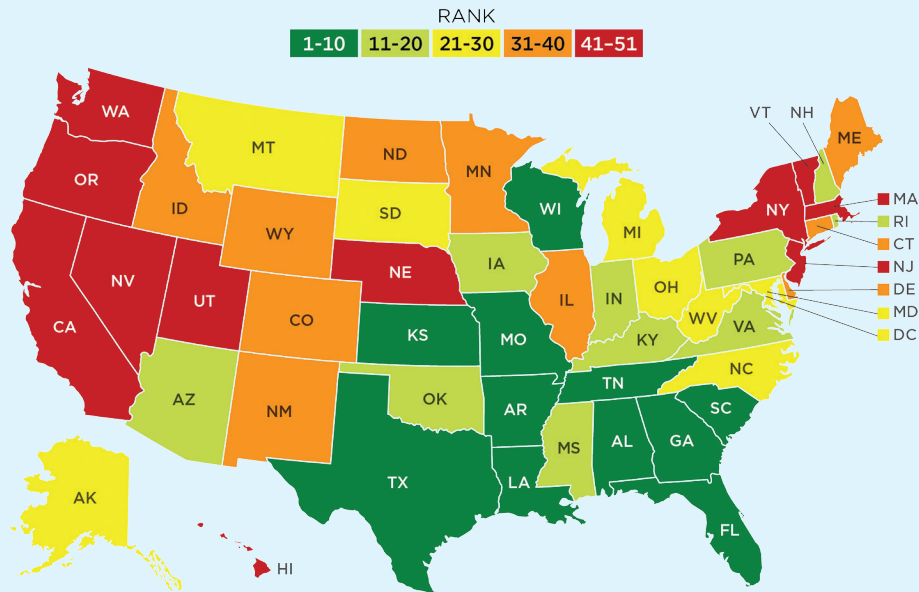 RANK
1-10 11-20 21-30 31-40 41-51
WA
MT
ND
MN
VT NH
ME
OR
ID
SD
WI
NY
MA
WY
MI
RI
IA
PA
CT
NE
NJ
NV
UT
IL
IN
OH
DE
CA
CO
WV
MD
KS
MO
KY
VA
DC
NC
TN
AZ
OK
NM
AR
SC
MS
AL
GA
TX
LA
AK
FL
HI